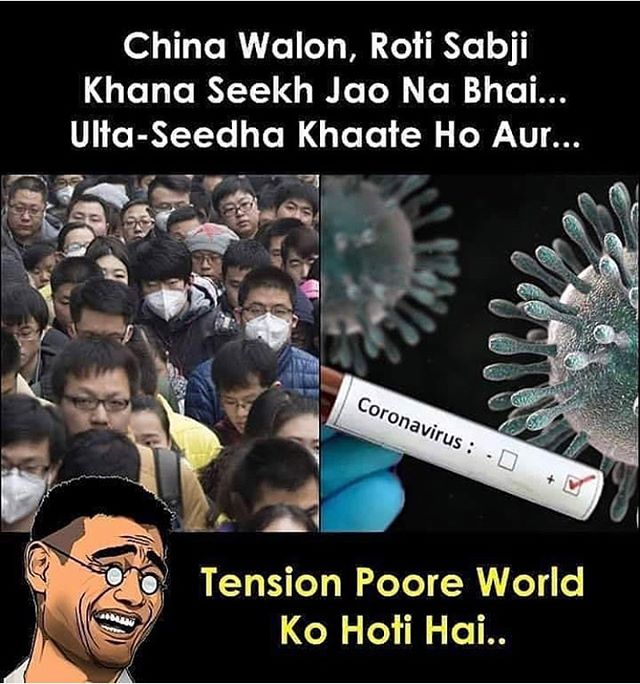 China Walon, Roti Sabji
Khana Seekh Jao Na Bhai...
Ulta-Seedha Khaate Ho Aur...
Coronavirus : - +
Tension Poore World
Ko Hoti Hai..